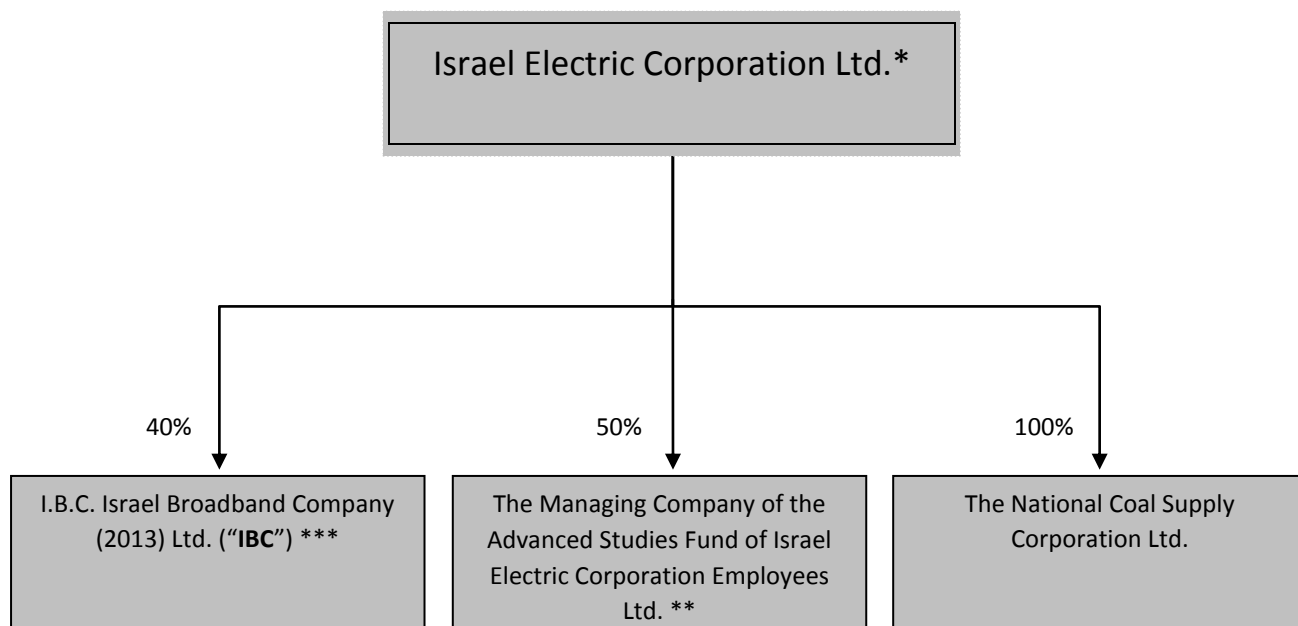 Israel Electric Corporation Ltd.*
40%
50%
100%
I.B.C. Israel Broadband Company
(2013) Ltd. (“IBC”) ***
The Managing Company of the
Advanced Studies Fund of Israel
Electric Corporation Employees
Ltd. **
The National Coal Supply
Corporation Ltd.